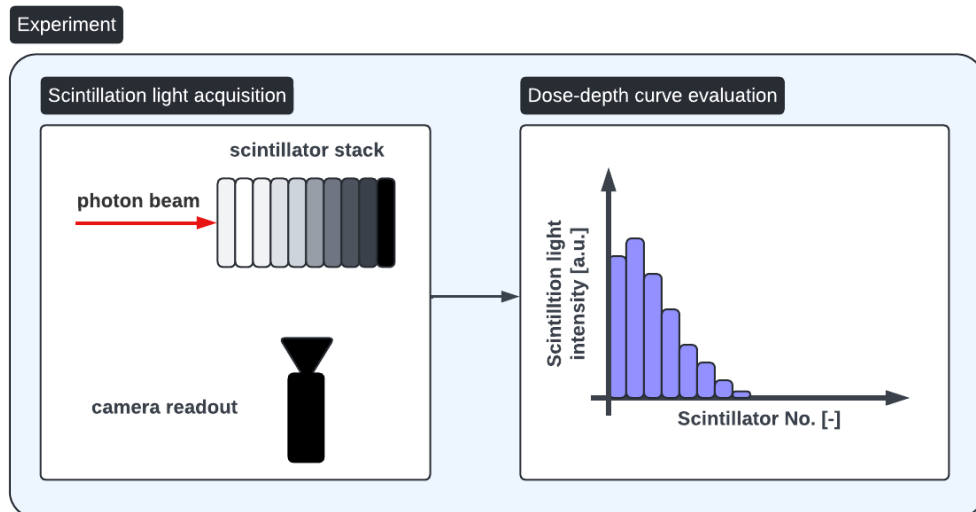 Experiment
Scintillation light acquisition
scintillator stack
photon beam
camera readout
Dose-depth curve evaluation
Scintilltion light
intensity [a.u.]
Scintillator No. [-]